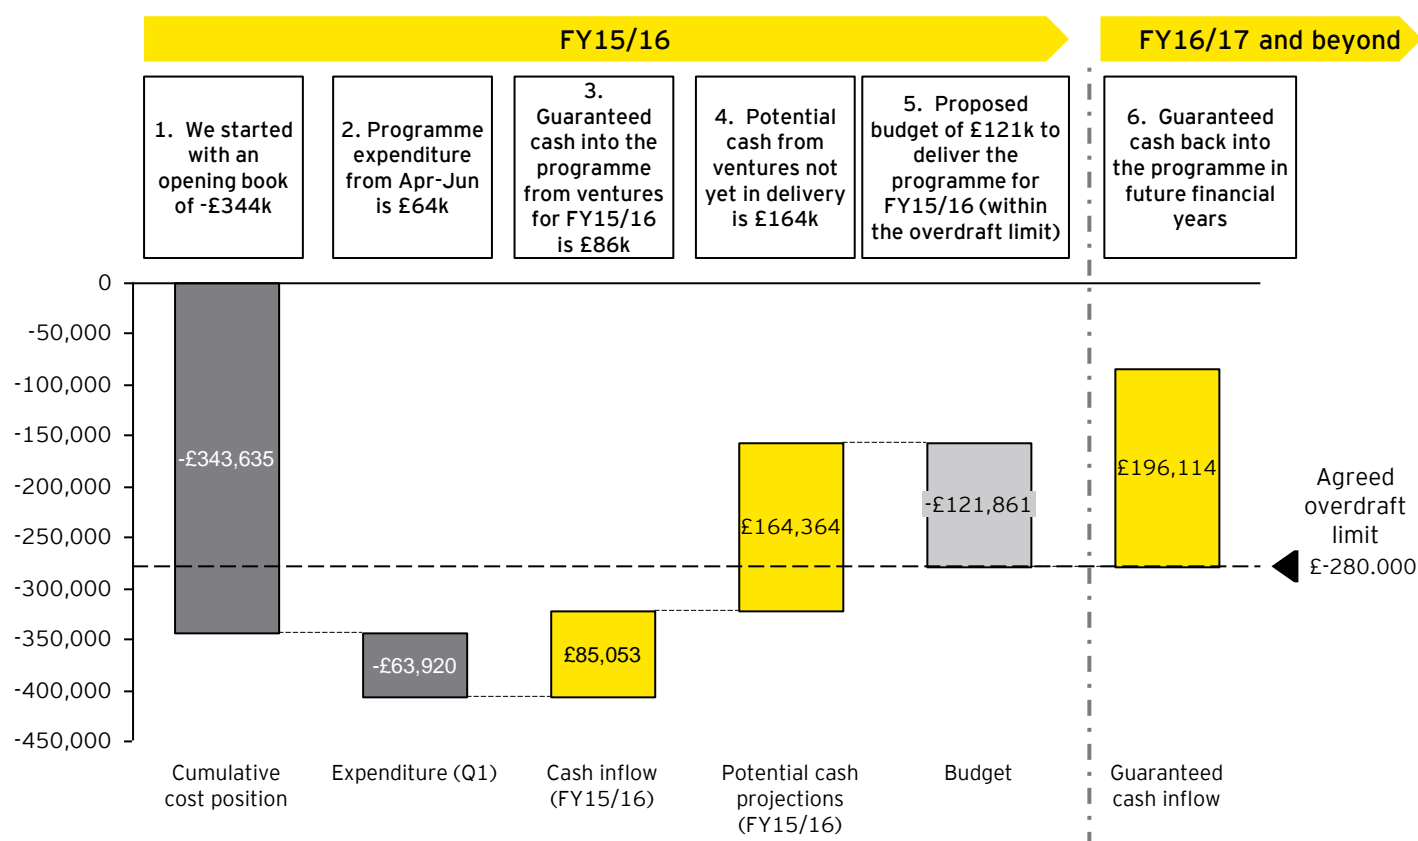 FY15/16
FY16/17 and beyond
1. We started
with an
opening book
of -£344k
2. Programme
expenditure
from Apr-Jun
is £64k
3.
Guaranteed
cash into the
programme
from ventures
for FY15/16
is £86k
4. Potential
cash from
ventures not
yet in delivery
is £164k
5. Proposed
budget of £121k to
deliver the
programme for
FY15/16 (within
the overdraft limit)
6. Guaranteed
cash back into
the programme in
future financial
years
0
-50,000
-100,000
-150,000
-200,000
-250,000
-300,000
-350,000
-400,000
-450,000
-£343,635
-£63,920
£85,053
£164,364
-£121,861
£196,114
Agreed
overdraft
limit
£-280.000
Cumulative
cost position
Expenditure (Q1)
Cash inflow
(FY15/16)
Potential cash
projections
(FY15/16)
Budget
Guaranteed
cash inflow